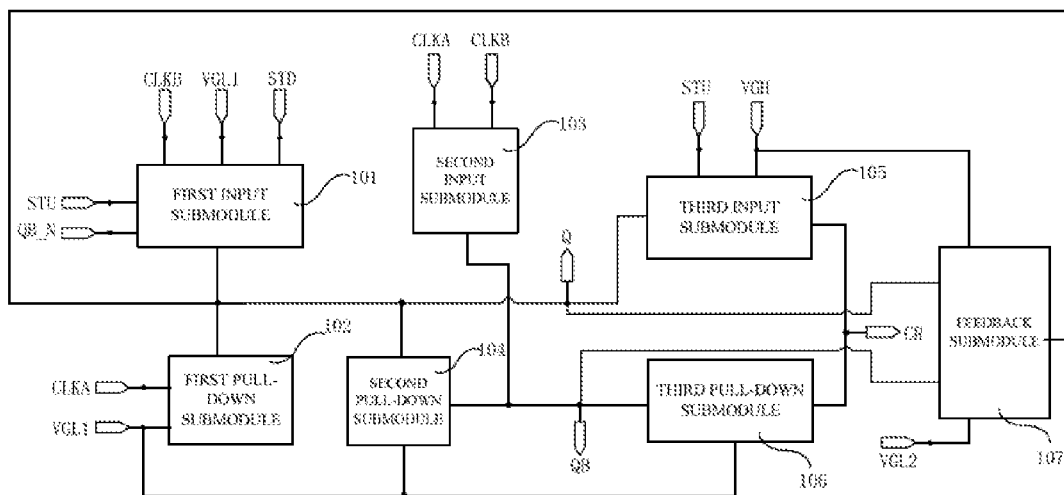 CLKA
CLKB
CLKB
VGL1
STD
STU
VGH
103
SECOND
INPUT
SUBMODULE
101
105
FIRST INPUT
SUBMODULE
THIRD INPUT
SUBMODULE
STU
QB_N
Q
102
104
CR
FEEDBACK
SUBMODULE
CLKA
FIRST PULL-
DOWN
SUBMODULE
SECOND
PULL-DOWN
SUBMODULE
THIRD PULL-DOWN
SUBMODULE
VGL1
QB
106
VGL2
107